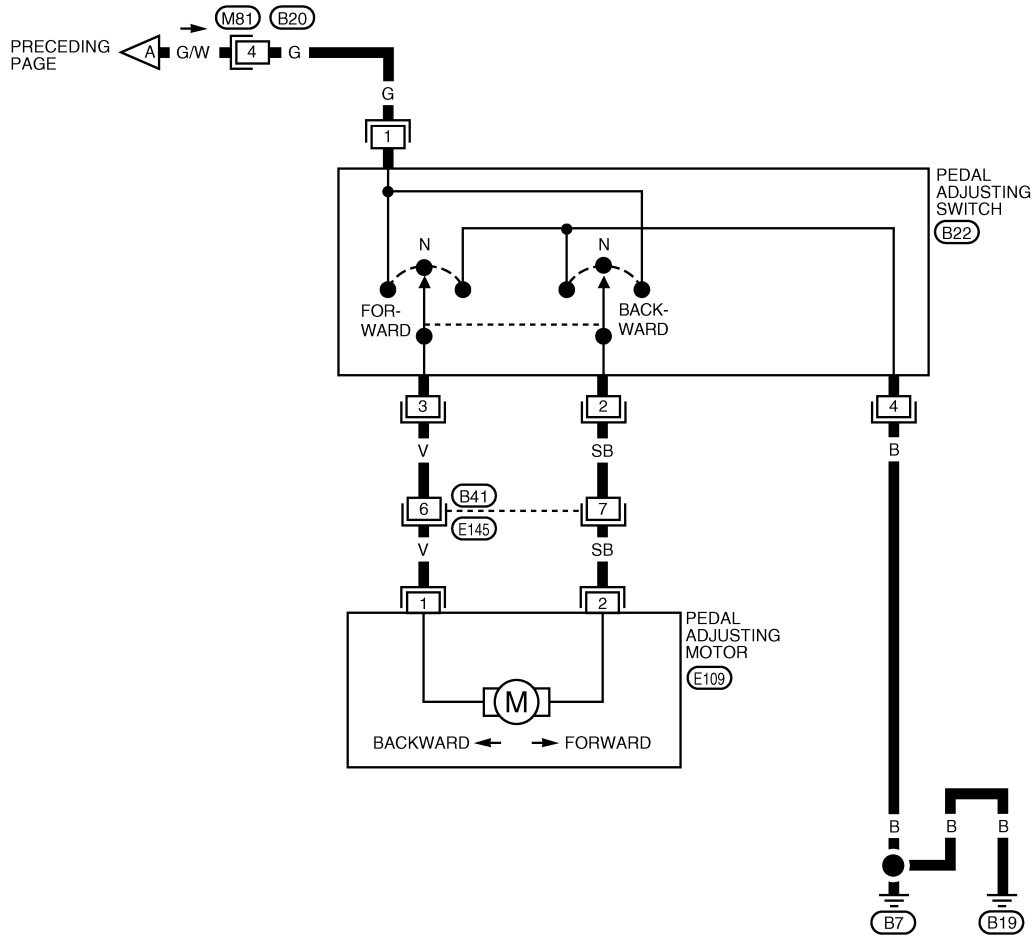 M81 B20
PRECEDING
PAGE
A G/W 4 G
G
1
PEDAL
ADJUSTING
SWITCH
B22
N N
FOR-
WARD
BACK-
WARD
3 2 4
V SB B
6 B41 7
E145
V SB
1 2
PEDAL
ADJUSTING
MOTOR
E109
M
BACKWARD FORWARD
B B B
B7 B19